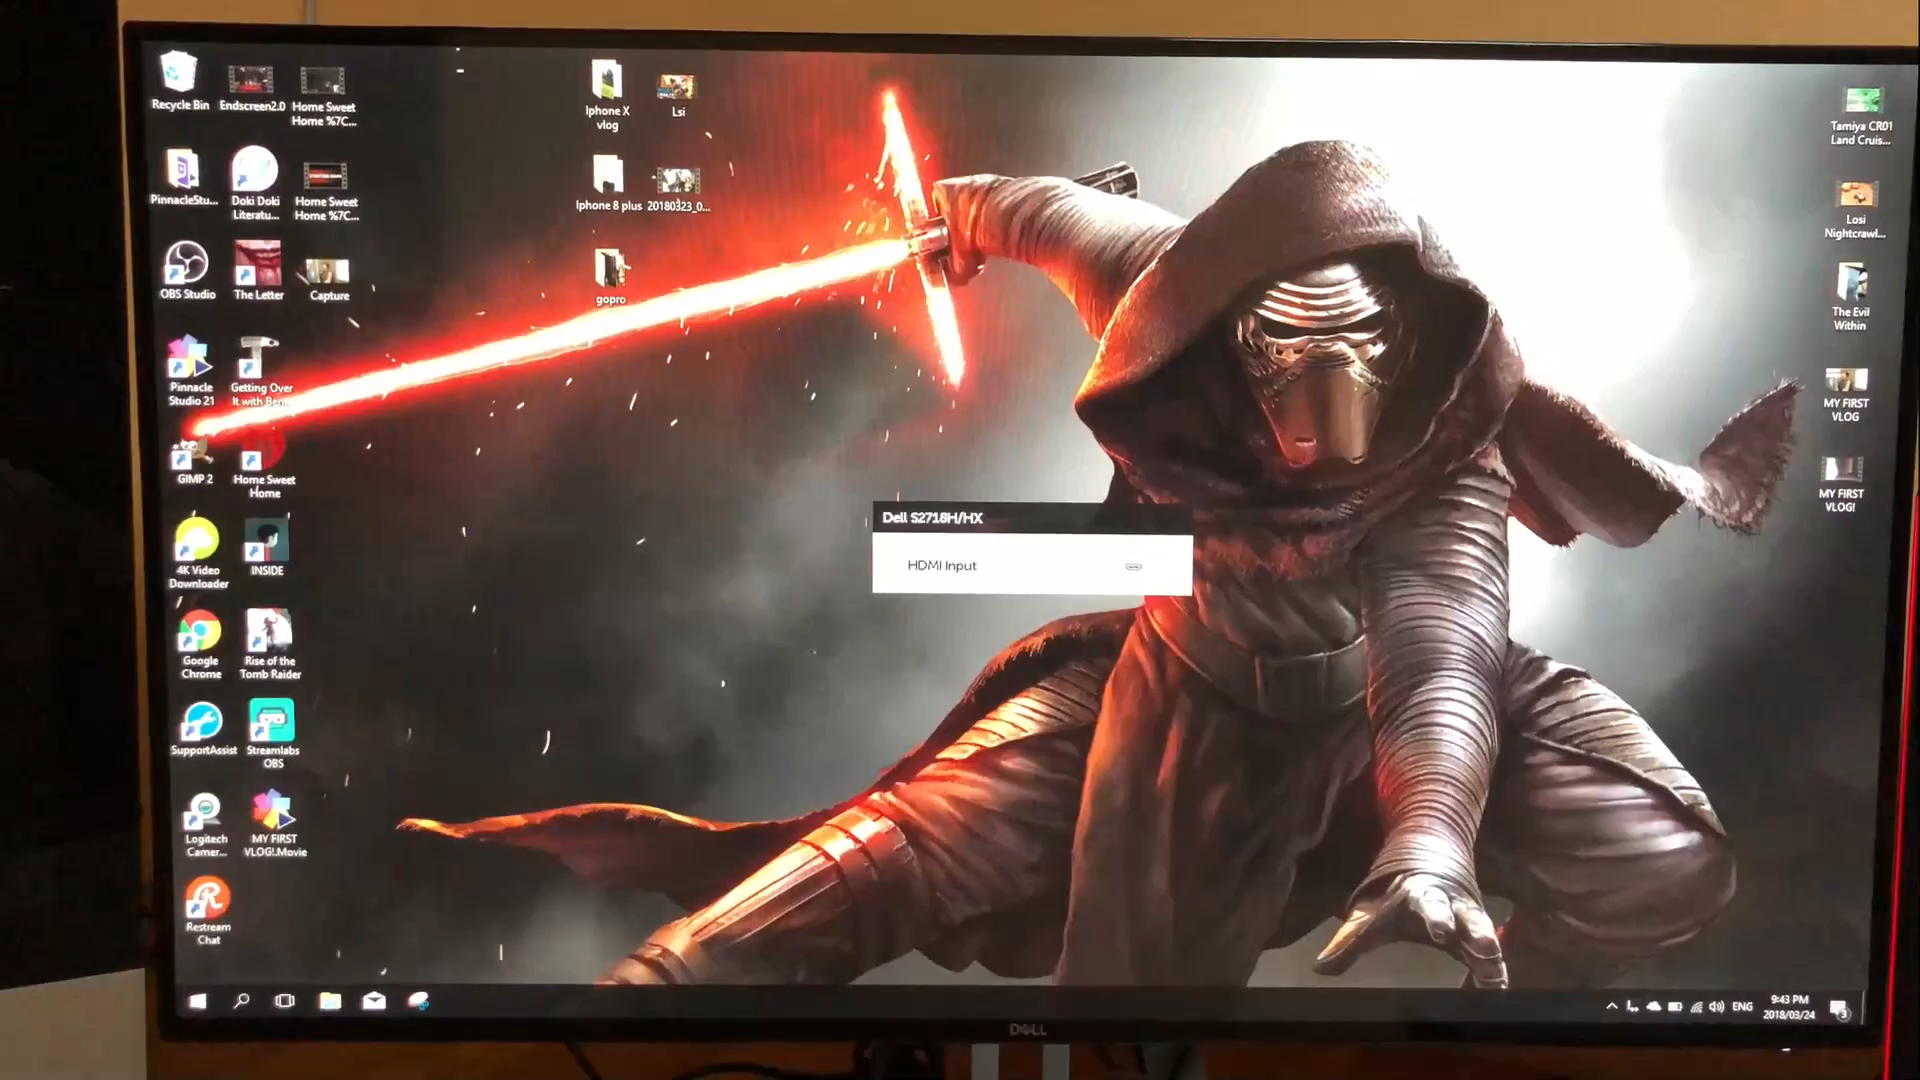 Recycle Bin
Endscreen2.0
Home Sweet
Home %7C...
Iphone X
vlog
Lsi
Tamiya CR01
Land Cruis...
PinnacleStu...
Doki Doki
Literatu...
Home Sweet
Home %7C...
Iphone 8 plus
20180323_0...
Losi
Nightcrawl...
OBS Studio
The Letter
Capture
gopro
The Evil
Within
Pinnacle
Studio 21
Getting Over
It with Ben...
MY FIRST
VLOG
GIMP 2
Home Sweet
Home
MY FIRST
VLOG!
Dell S2718H/HX
HDMI Input
4K Video
Downloader
INSIDE
Google
Chrome
Rise of the
Tomb Raider
SupportAssist
Streamlabs
OBS
Logitech
Camer...
MY FIRST
VLOG!.Movie
Restream
Chat
ENG
9:43 PM
2018/03/24
3
DELL